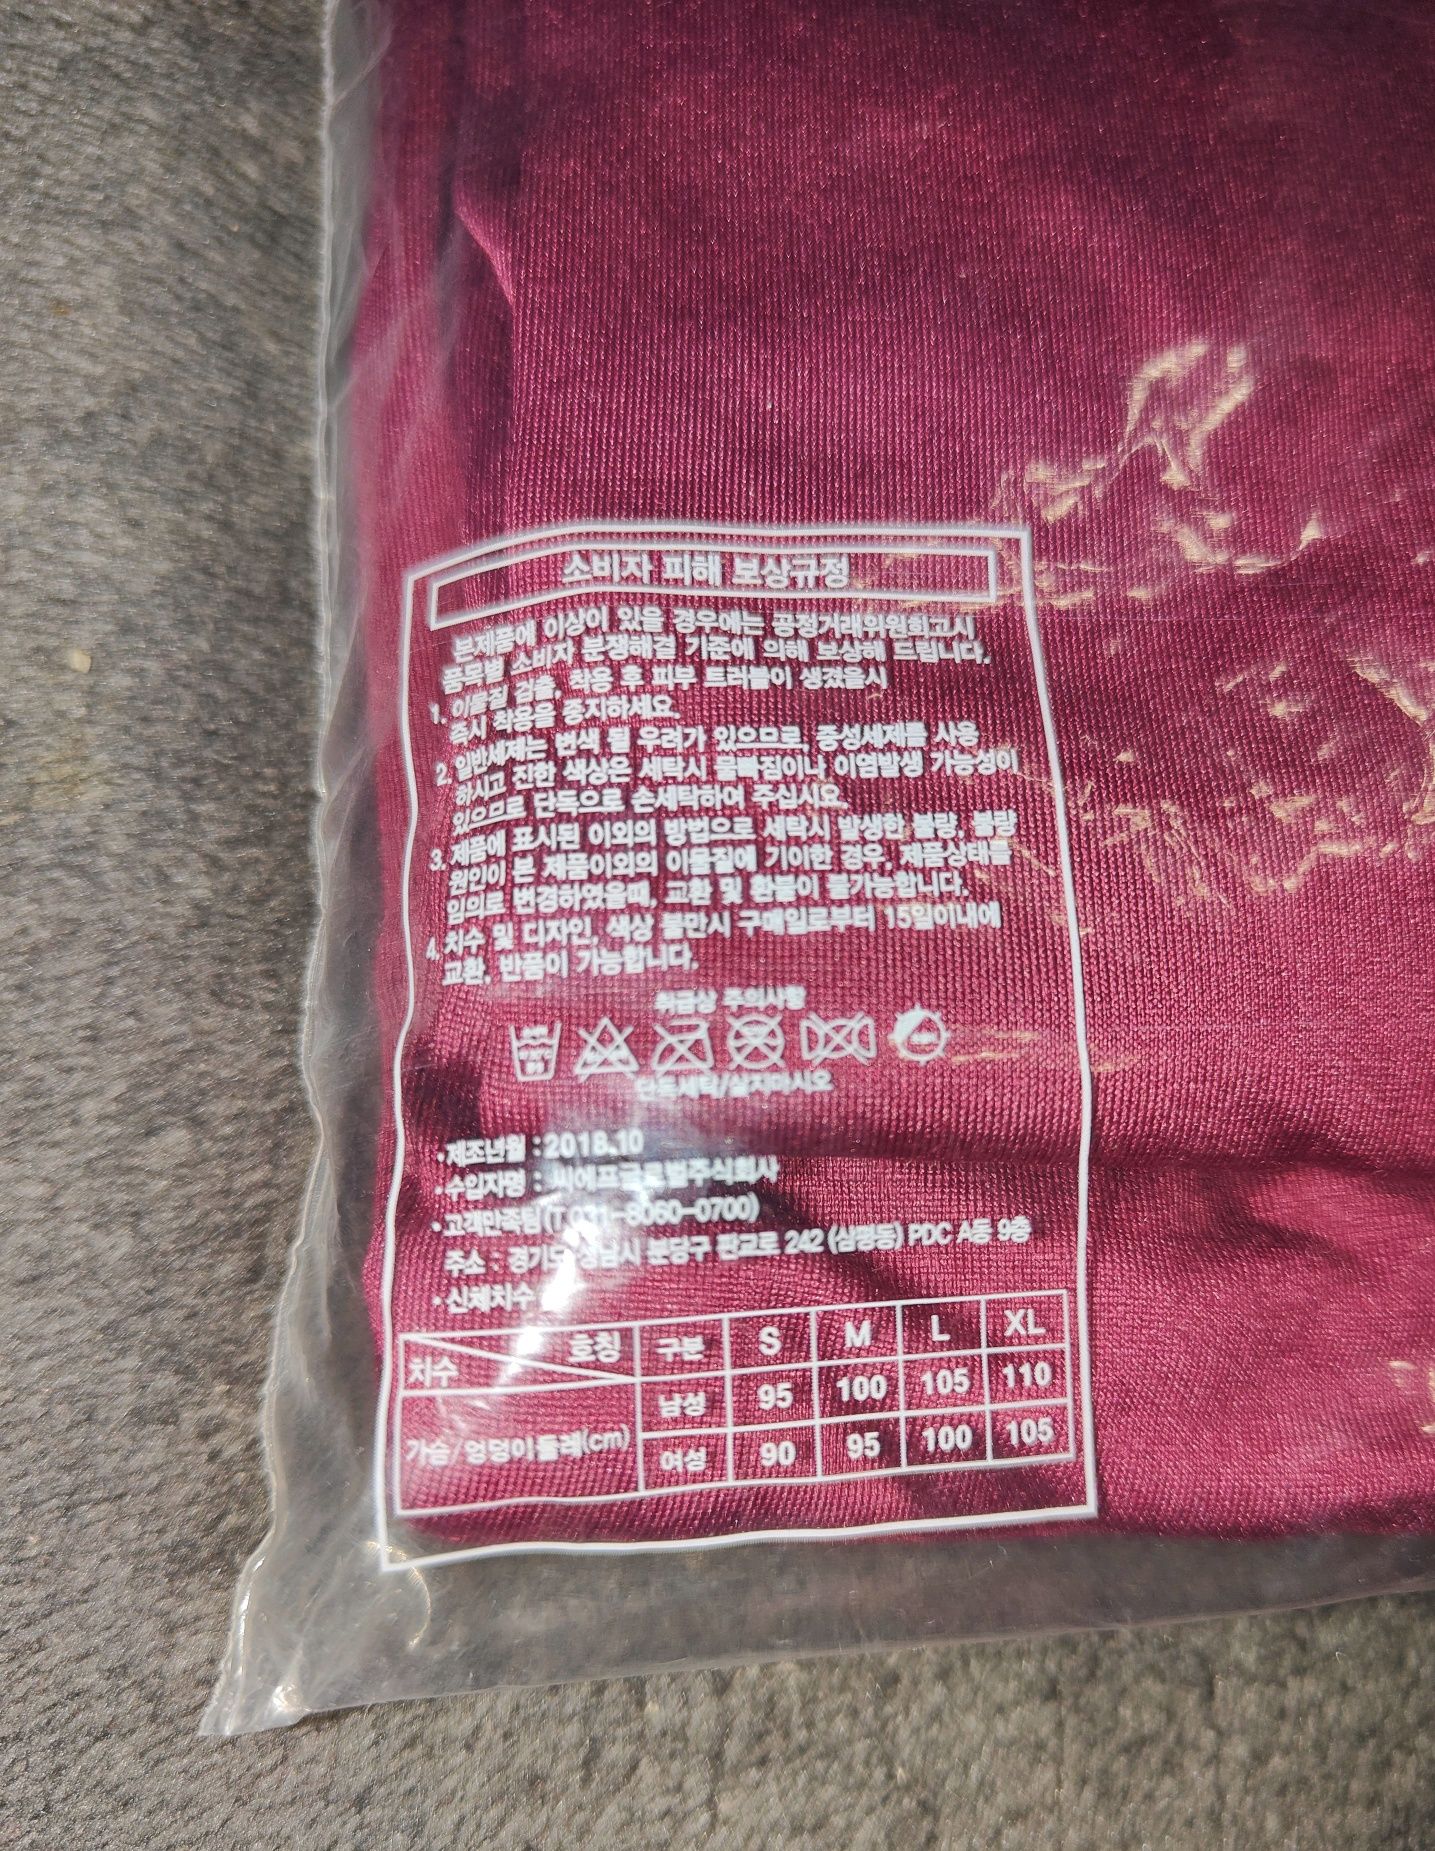 소비자 피해 보상규정
본제품에 이상이 있을 경우에는 공정거래위원회고시
품목별 소비자 분쟁해결 기준에 의해 보상해 드립니다.
1. 이물질 검출, 착용 후 피부 트러들이 생겼을시
즉시 착용을 중지하세요.
2. 일반세제는 변색 될 우려가 있으므로, 중성세제를 사용
하시고 진한 색상은 세탁시 물빠짐이나 이염발생 가능성이
있으므로 단독으로 손세탁하여 주십시요.
3. 제품에 표시된 이외의 방법으로 세탁시 발생한 불량, 불량
원인이 본 제품이외의 이물질에 기이한 경우, 제품상태를
임의로 변경하였을때, 교환 및 환불이 불가능합니다.
4. 치수 및 디자인, 색상 불만시 구매일로부터 15일이내에
교환, 반품이 가능합니다.
취급상 주의사항
단독세탁/삶지마시오
·제조년월 : 2018.10
·수입자명 : 씨에프글로벌주식회사
·고객만족팀(T.031-8060-0700)
주소 : 경기도 성남시 분당구 판교로 242 (삼평동) PDC A동 9층
·신체치수
호칭 구분 S M L XL
치수 남성 95 100 105 110
가슴/엉덩이둘레(cm) 여성 90 95 100 105